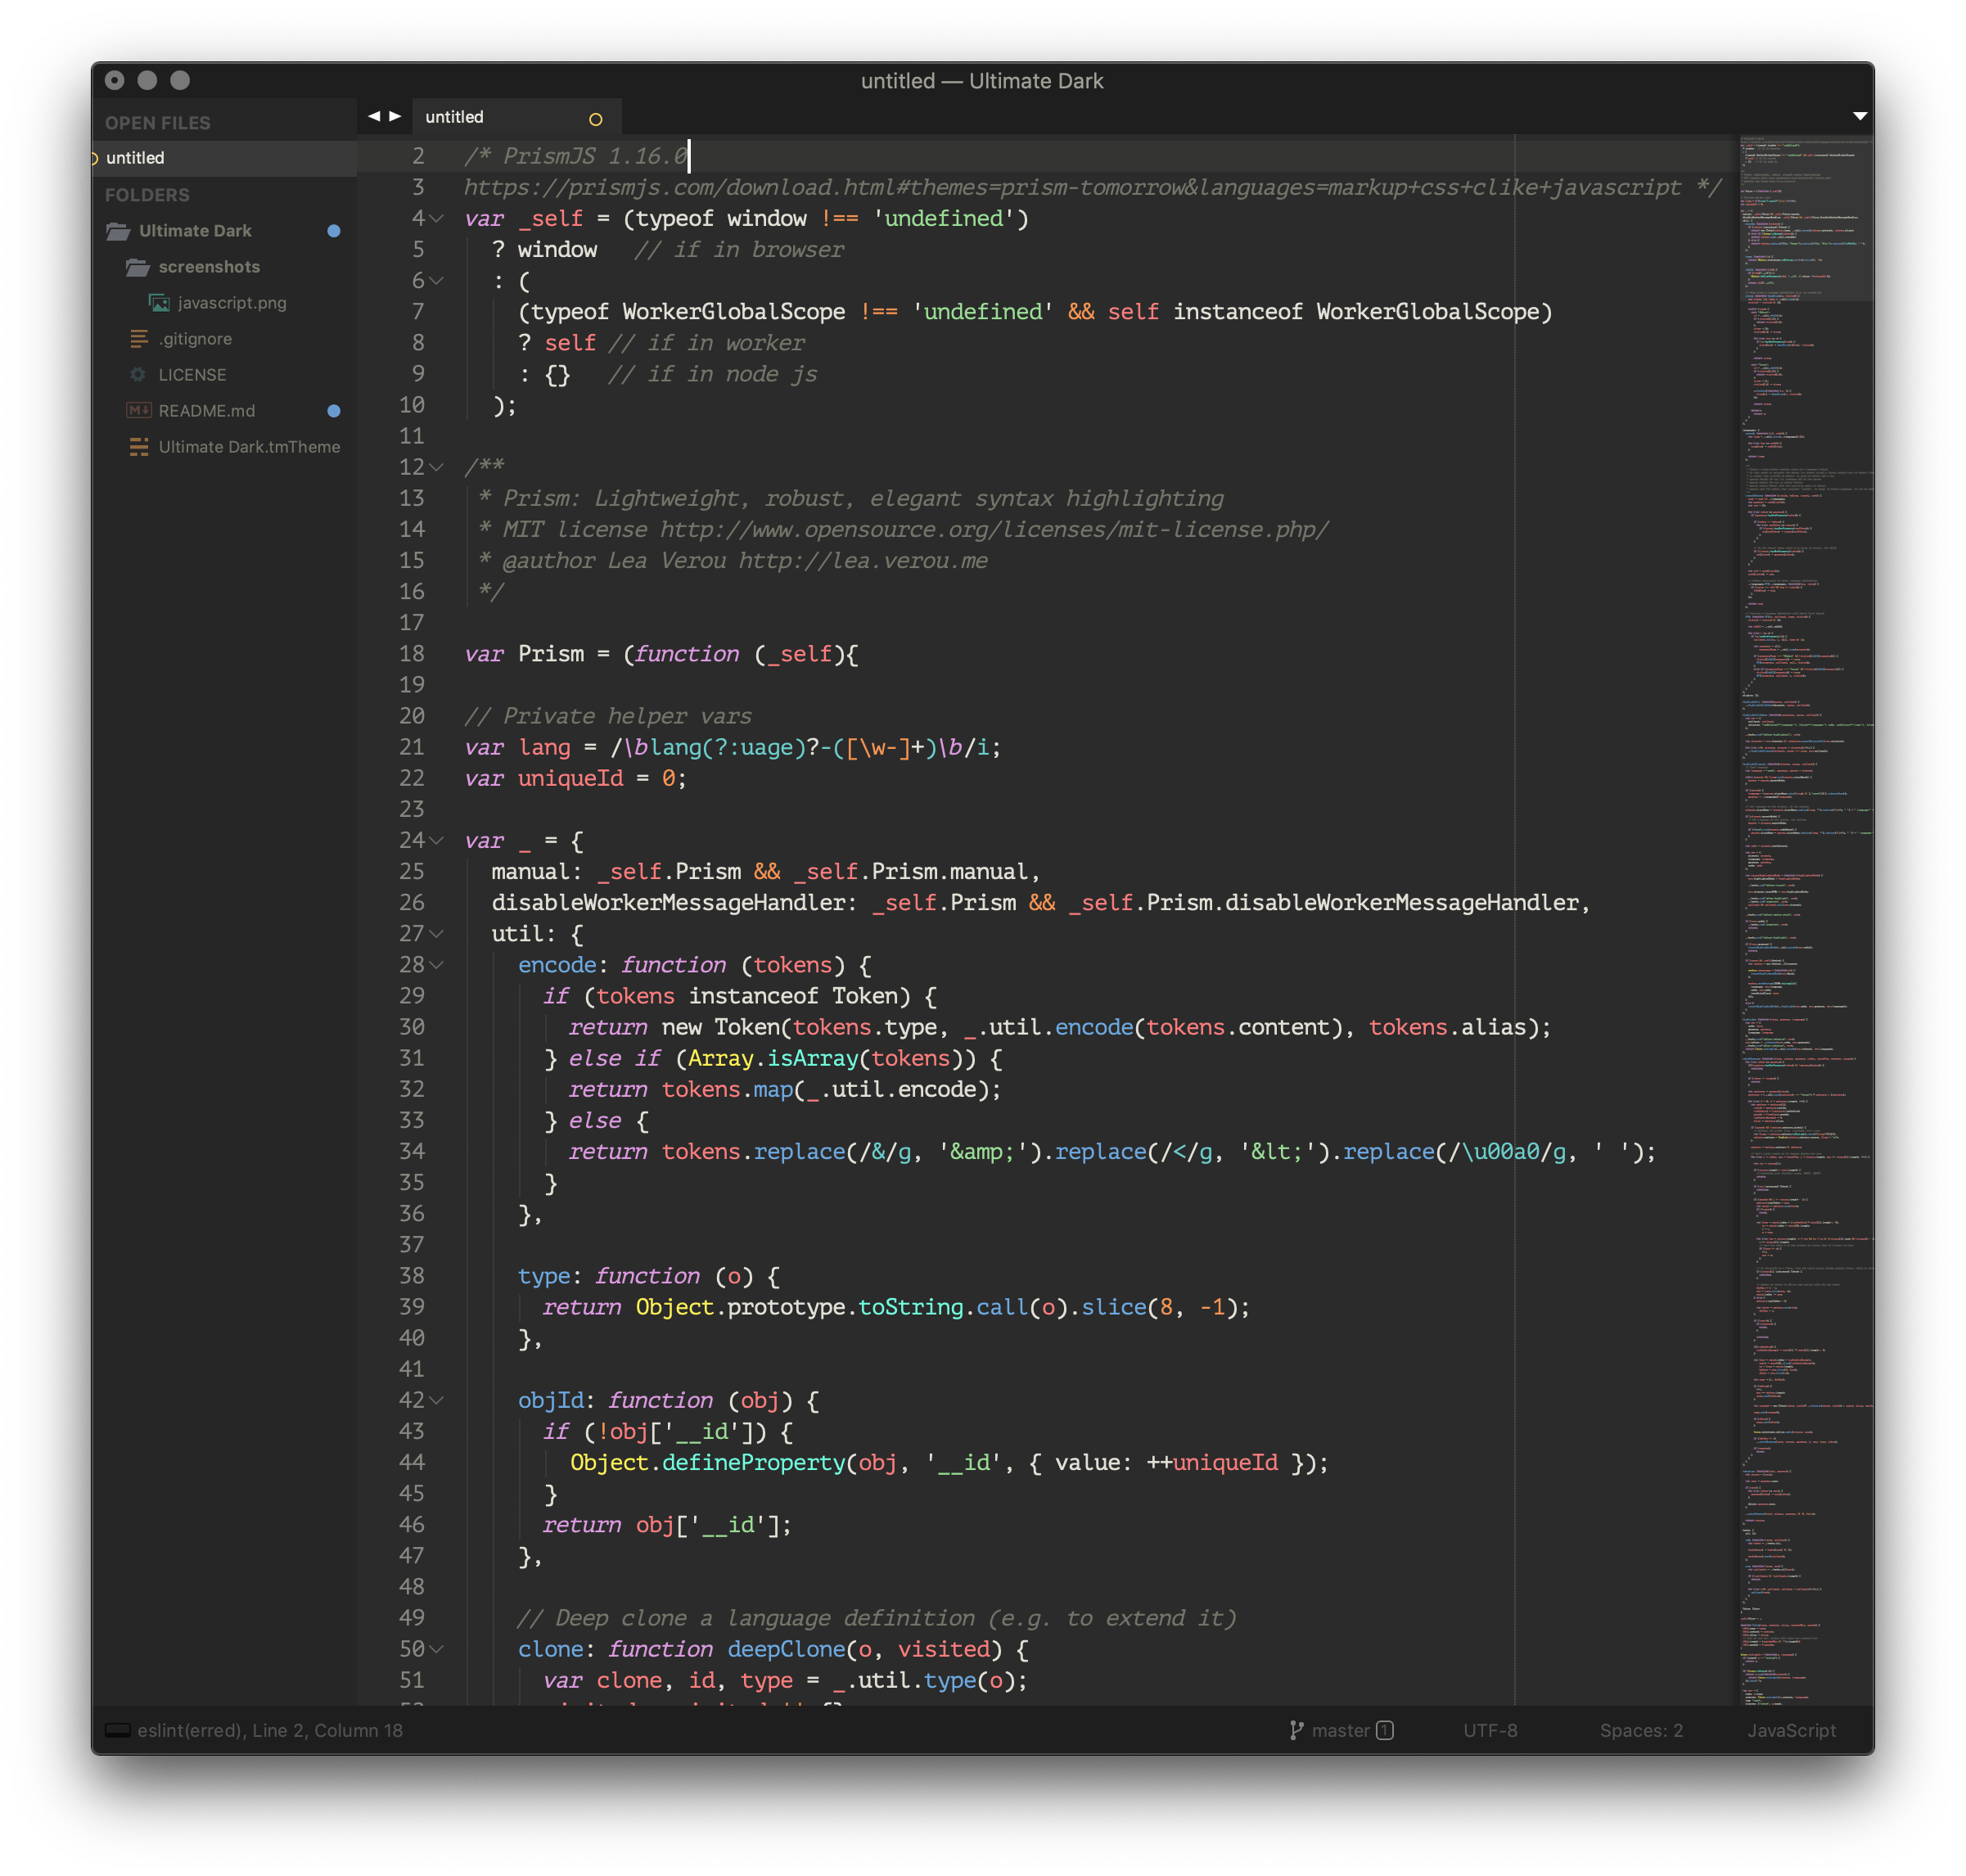 untitled — Ultimate Dark
OPEN FILES
untitled
FOLDERS
Ultimate Dark
screenshots
javascript.png
.gitignore
LICENSE
README.md
Ultimate Dark.tmTheme
untitled
2 /* PrismJS 1.16.0
3 https://prismjs.com/download.html#themes=prism-tomorrow&languages=markup+css+clike+javascript */
4 var _self = (typeof window !== 'undefined')
5 ? window // if in browser
6 : (
7 (typeof WorkerGlobalScope !== 'undefined' && self instanceof WorkerGlobalScope)
8 ? self // if in worker
9 : {} // if in node js
10 );
11
12 /**
13 * Prism: Lightweight, robust, elegant syntax highlighting
14 * MIT license http://www.opensource.org/licenses/mit-license.php/
15 * @author Lea Verou http://lea.verou.me
16 */
17
18 var Prism = (function (_self){
19
20 // Private helper vars
21 var lang = /\blang(?:uage)?-([\w-]+)\b/i;
22 var uniqueId = 0;
23
24 var _ = {
25 manual: _self.Prism && _self.Prism.manual,
26 disableWorkerMessageHandler: _self.Prism && _self.Prism.disableWorkerMessageHandler,
27 util: {
28 encode: function (tokens) {
29 if (tokens instanceof Token) {
30 return new Token(tokens.type, _.util.encode(tokens.content), tokens.alias);
31 } else if (Array.isArray(tokens)) {
32 return tokens.map(_.util.encode);
33 } else {
34 return tokens.replace(/&/g, '&amp;').replace(/</g, '&lt;').replace(/\u00a0/g, ' ');
35 }
36 },
37
38 type: function (o) {
39 return Object.prototype.toString.call(o).slice(8, -1);
40 },
41
42 objId: function (obj) {
43 if (!obj['__id']) {
44 Object.defineProperty(obj, '__id', { value: ++uniqueId });
45 }
46 return obj['__id'];
47 },
48
49 // Deep clone a language definition (e.g. to extend it)
50 clone: function deepClone(o, visited) {
51 var clone, id, type = _.util.type(o);
eslint(erred), Line 2, Column 18
master 1
UTF-8
Spaces: 2
JavaScript